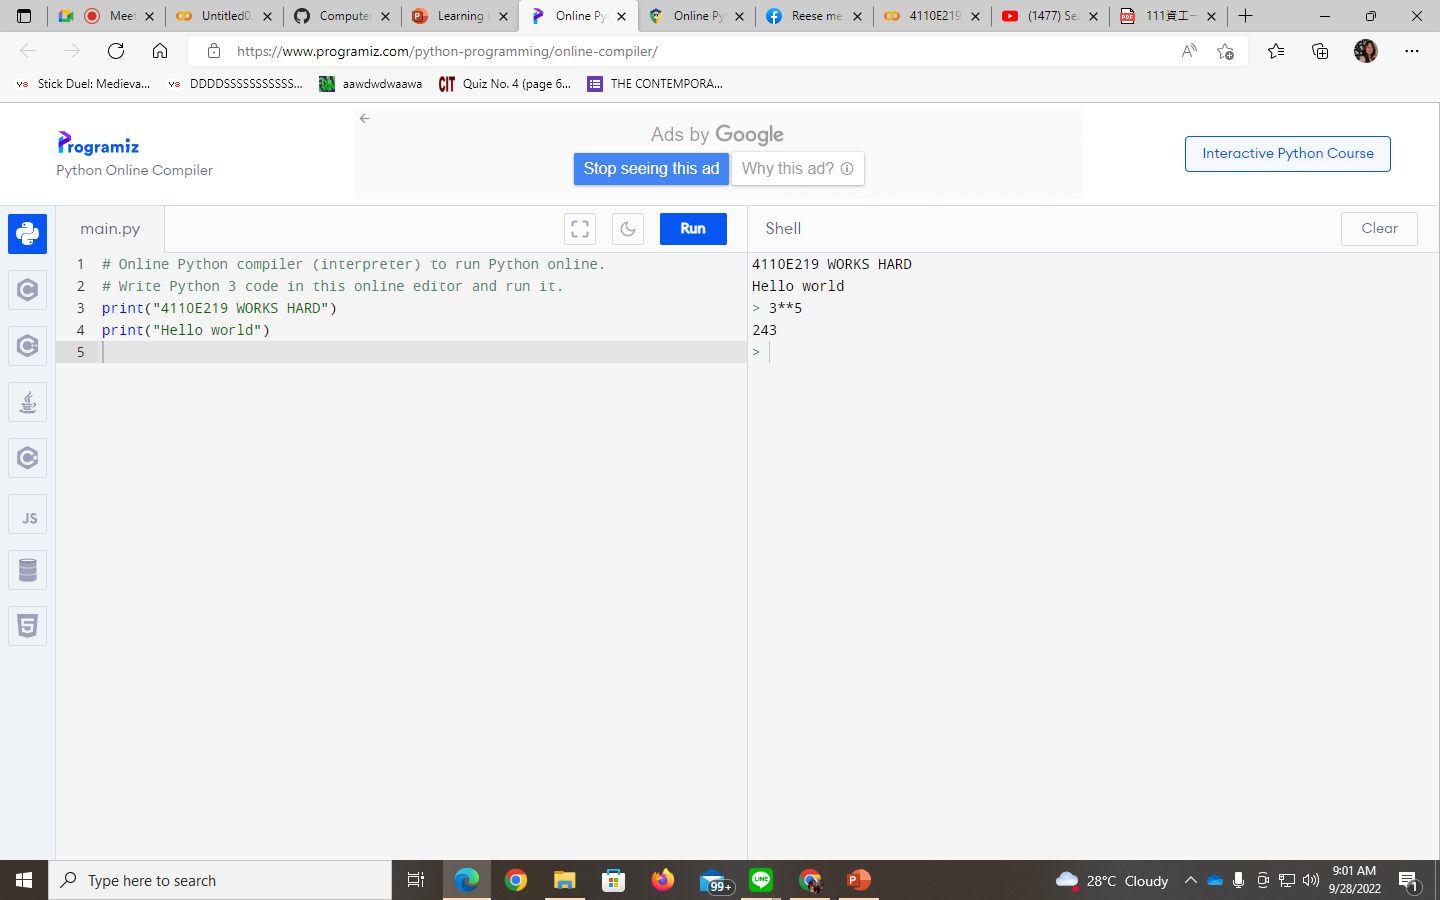 Meet
Untitled0.
Computer
Learning
Online Py
Online Py
Reese me
4110E219
(1477) Se
111資工一
https://www.programiz.com/python-programming/online-compiler/
Stick Duel: Medieva...
DDDDSSSSSSSSSSS...
aawdwdwaawa
CIT Quiz No. 4 (page 6...
THE CONTEMPORA...
Programiz
Python Online Compiler
Ads by Google
Stop seeing this ad
Why this ad?
Interactive Python Course
main.py
Run
Shell
Clear
1 # Online Python compiler (interpreter) to run Python online.
2 # Write Python 3 code in this online editor and run it.
3 print("4110E219 WORKS HARD")
4 print("Hello world")
5
4110E219 WORKS HARD
Hello world
> 3**5
243
>
JS
Type here to search
99+
28°C Cloudy
9:01 AM
9/28/2022
1